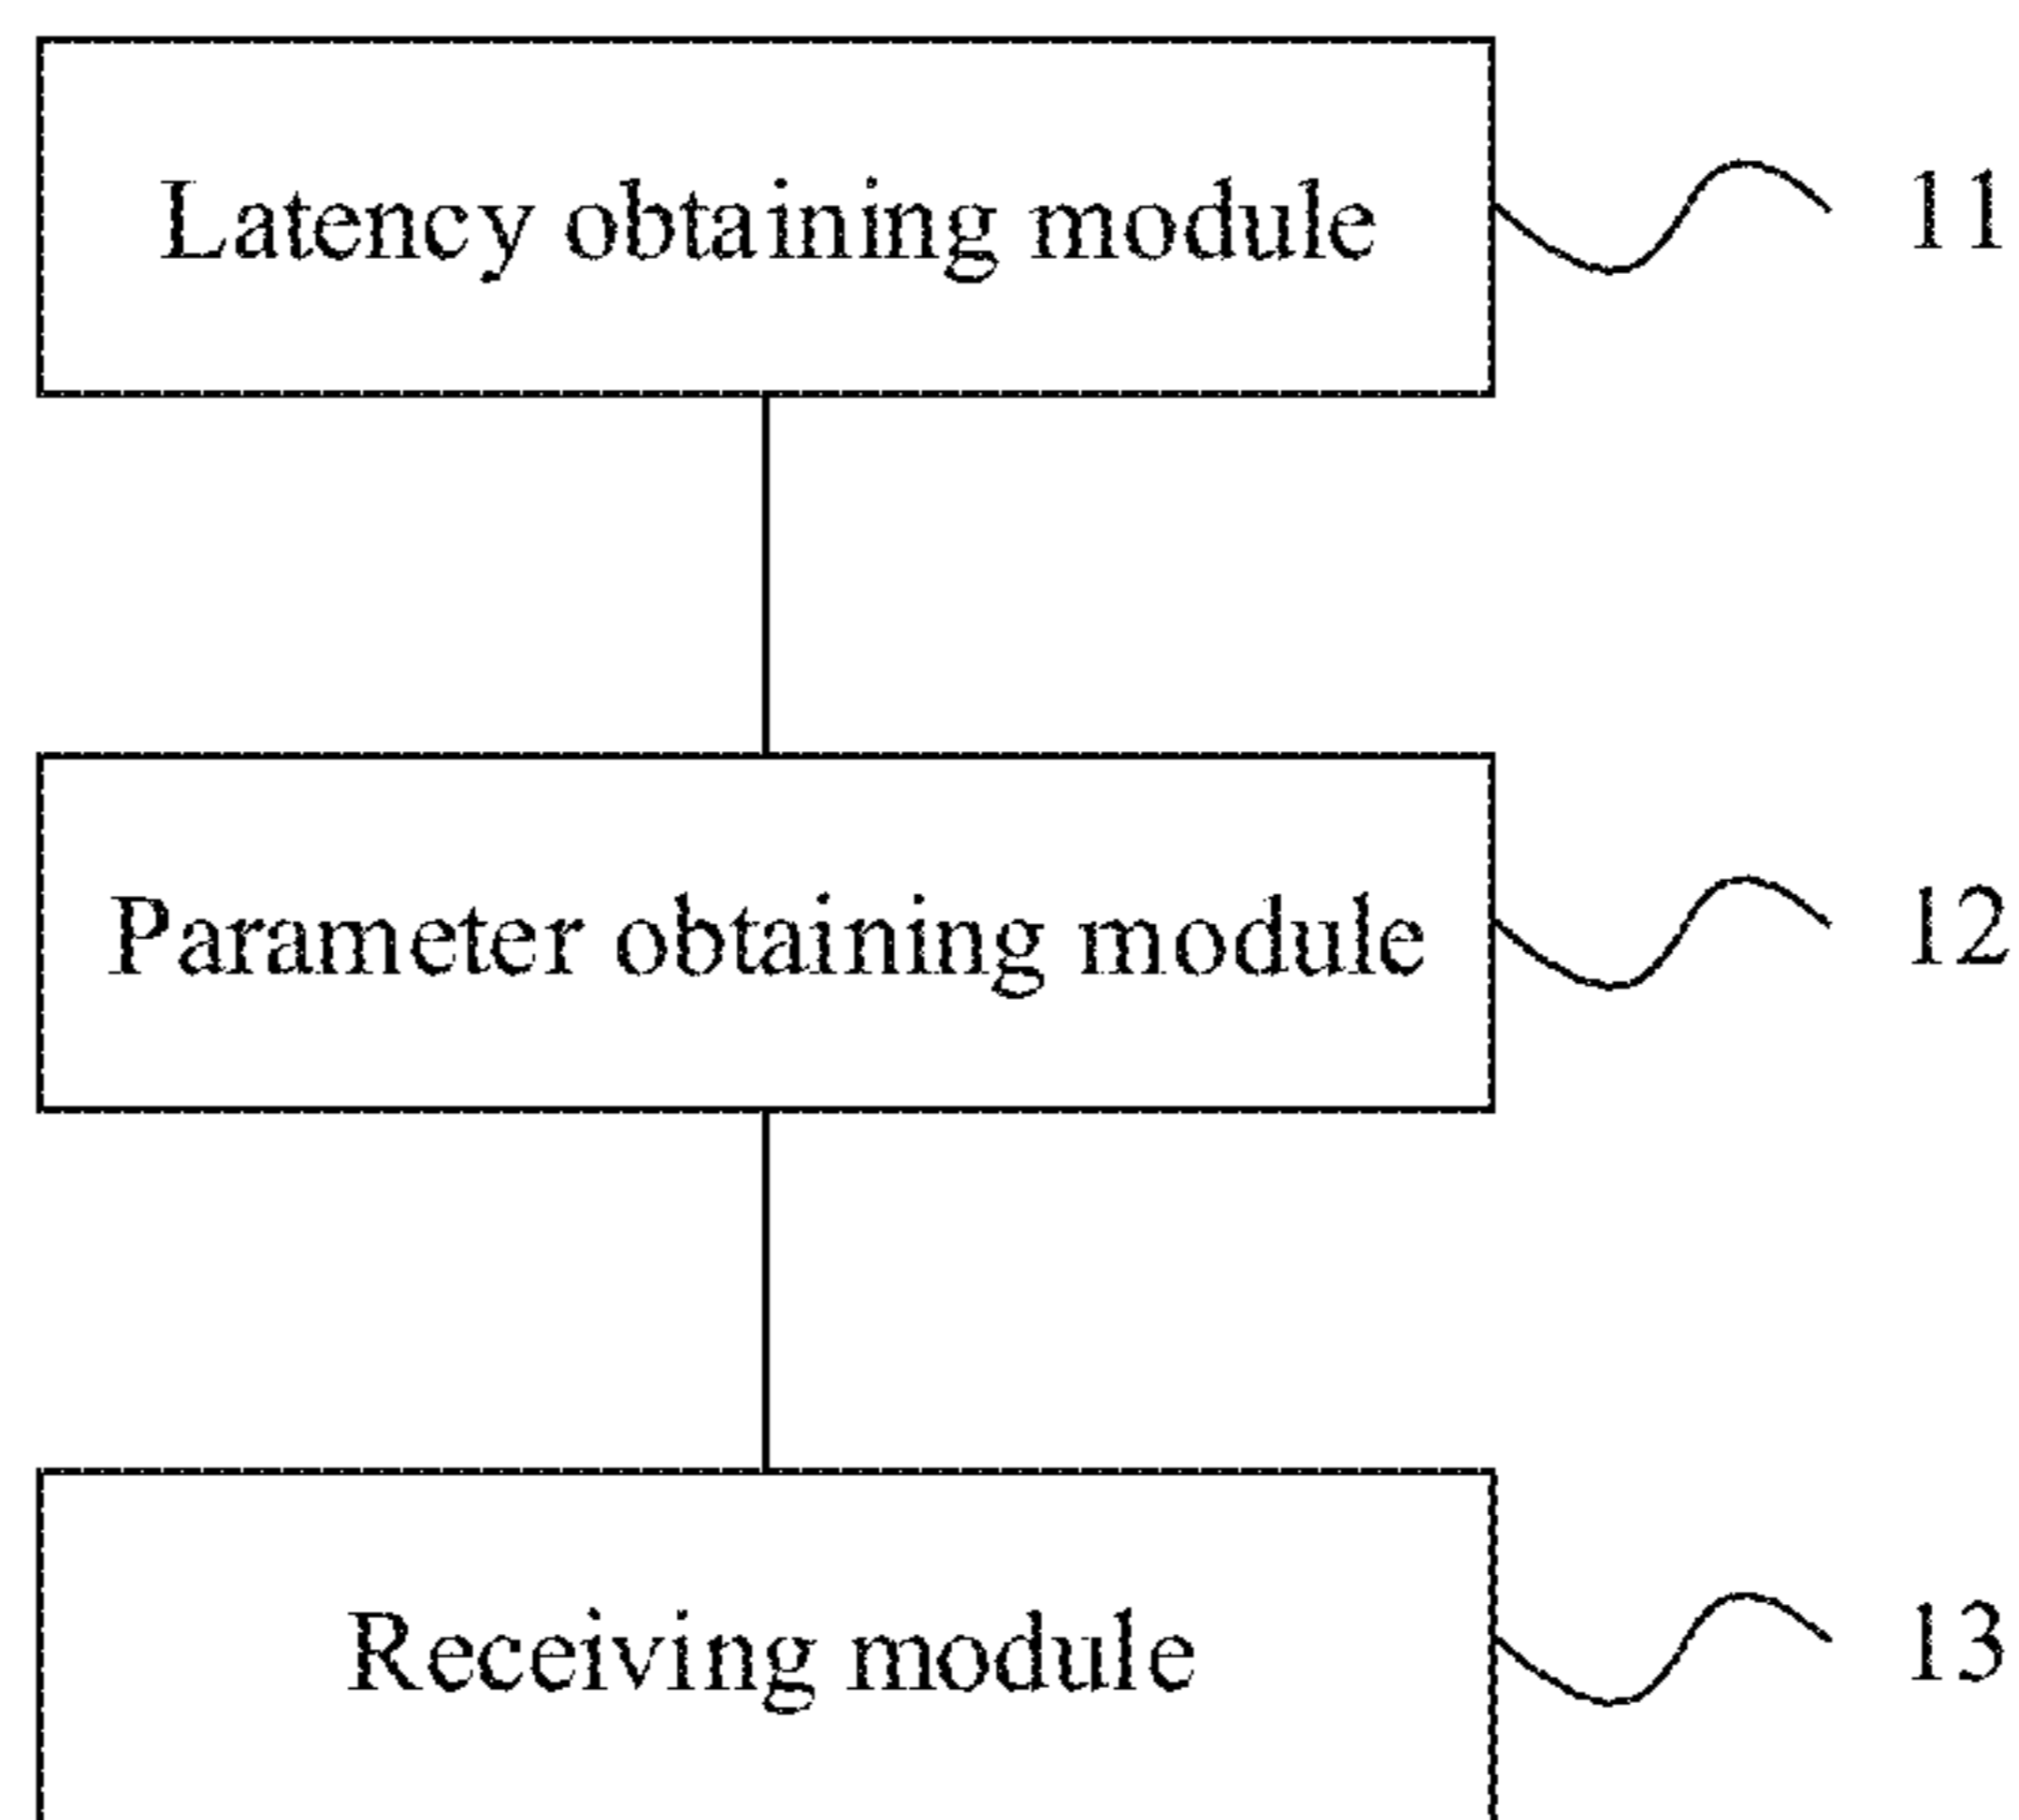 Latency obtaining module 11
Parameter obtaining module 12
Receiving module 13